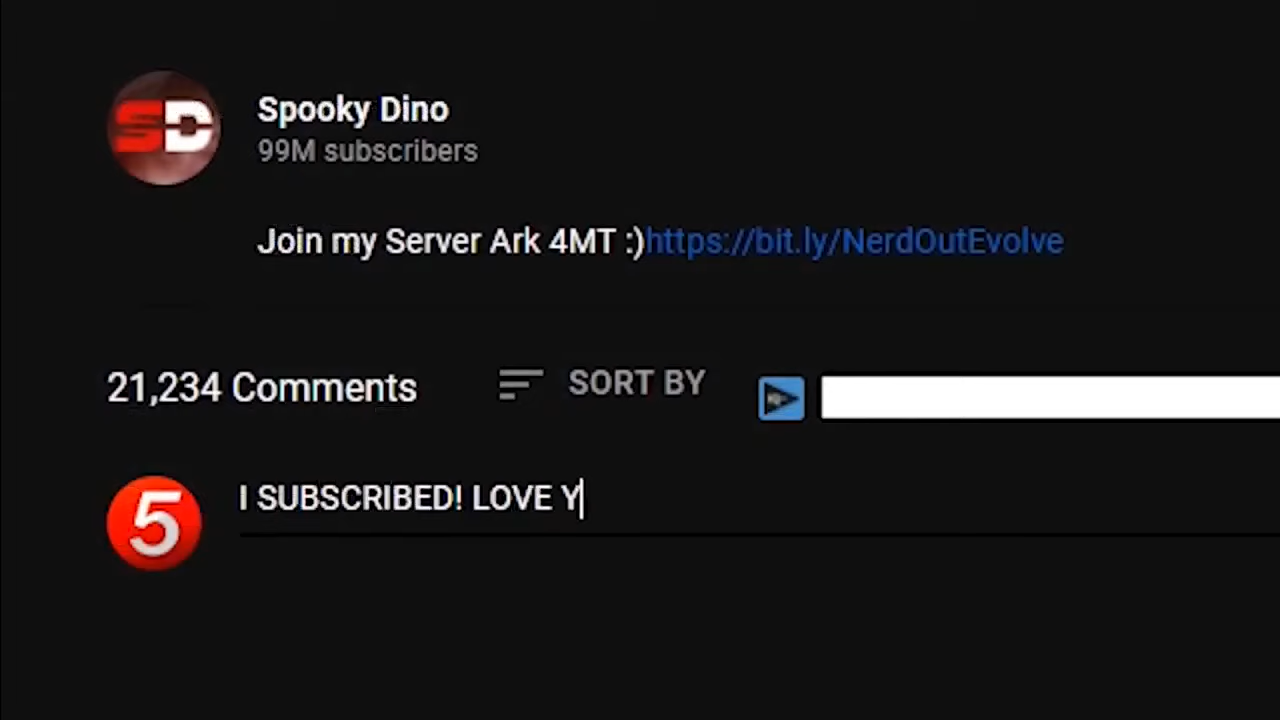 SD
Spooky Dino
99M subscribers
Join my Server Ark 4MT :)https://bit.ly/NerdOutEvolve
21,234 Comments
SORT BY
5
I SUBSCRIBED! LOVE Y